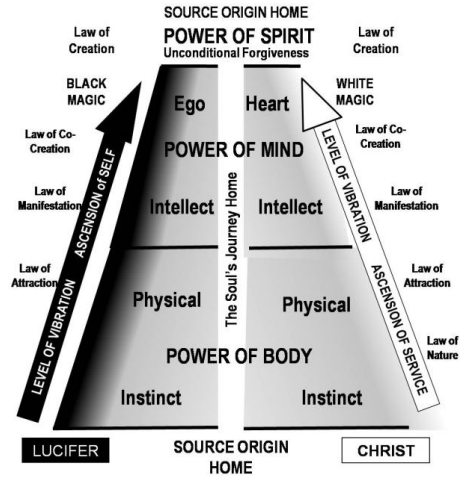 SOURCE ORIGIN HOME
Law of
Creation
POWER OF SPIRIT
Unconditional Forgiveness
Law of
Creation
BLACK
MAGIC
Ego
Heart
WHITE
MAGIC
Law of Co-
Creation
POWER OF MIND
Law of Co-
Creation
Law of
Manifestation
Intellect
Intellect
Law of
Manifestation
LEVEL OF VIBRATION ASCENSION of SELF
The Soul's Journey Home
LEVEL OF VIBRATION ASCENSION OF SERVICE
Law of
Attraction
Physical
Physical
Law of
Attraction
POWER OF BODY
Law of
Nature
Instinct
Instinct
LUCIFER
SOURCE ORIGIN
HOME
CHRIST